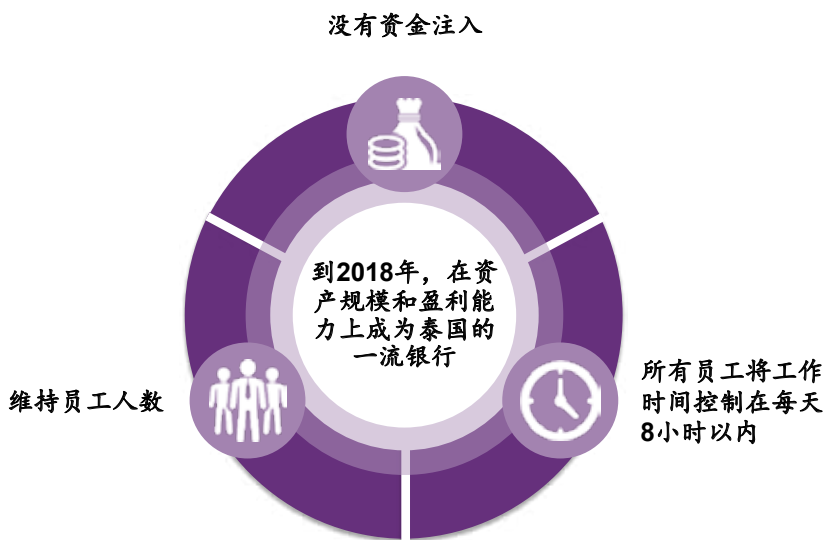 没有资金注入
到2018年，在资
产规模和盈利能
力上成为泰国的
一流银行
维持员工人数
所有员工将工作
时间控制在每天
8小时以内